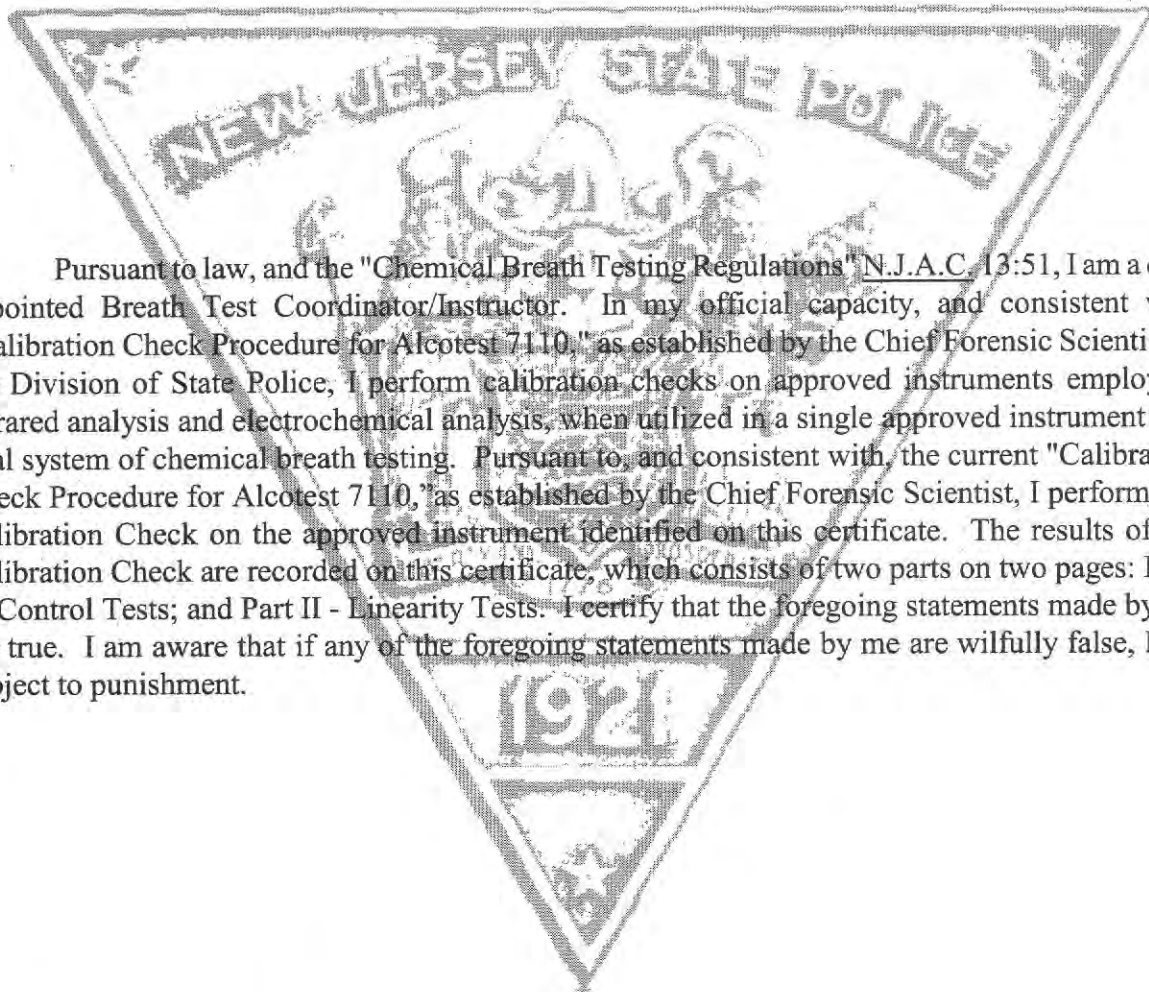 NEW JERSEY STATE POLICE
Pursuant to law, and the "Chemical Breath Testing Regulations" N.J.A.C. 13:51, I am a
pointed Breath Test Coordinator/Instructor. In my official capacity, and consistent
alibration Check Procedure for Alcotest 7110," as established by the Chief Forensic Scienti
Division of State Police, I perform calibration checks on approved instruments employ
rared analysis and electrochemical analysis, when utilized in a single approved instrument
al system of chemical breath testing. Pursuant to, and consistent with, the current "Calibra
eck Procedure for Alcotest 7110,"as established by the Chief Forensic Scientist, I perform
libration Check on the approved instrument identified on this certificate. The results of
libration Check are recorded on this certificate, which consists of two parts on two pages:
Control Tests; and Part II - Linearity Tests. I certify that the foregoing statements made by
true. I am aware that if any of the foregoing statements made by me are wilfully false, I
ject to punishment.
1921